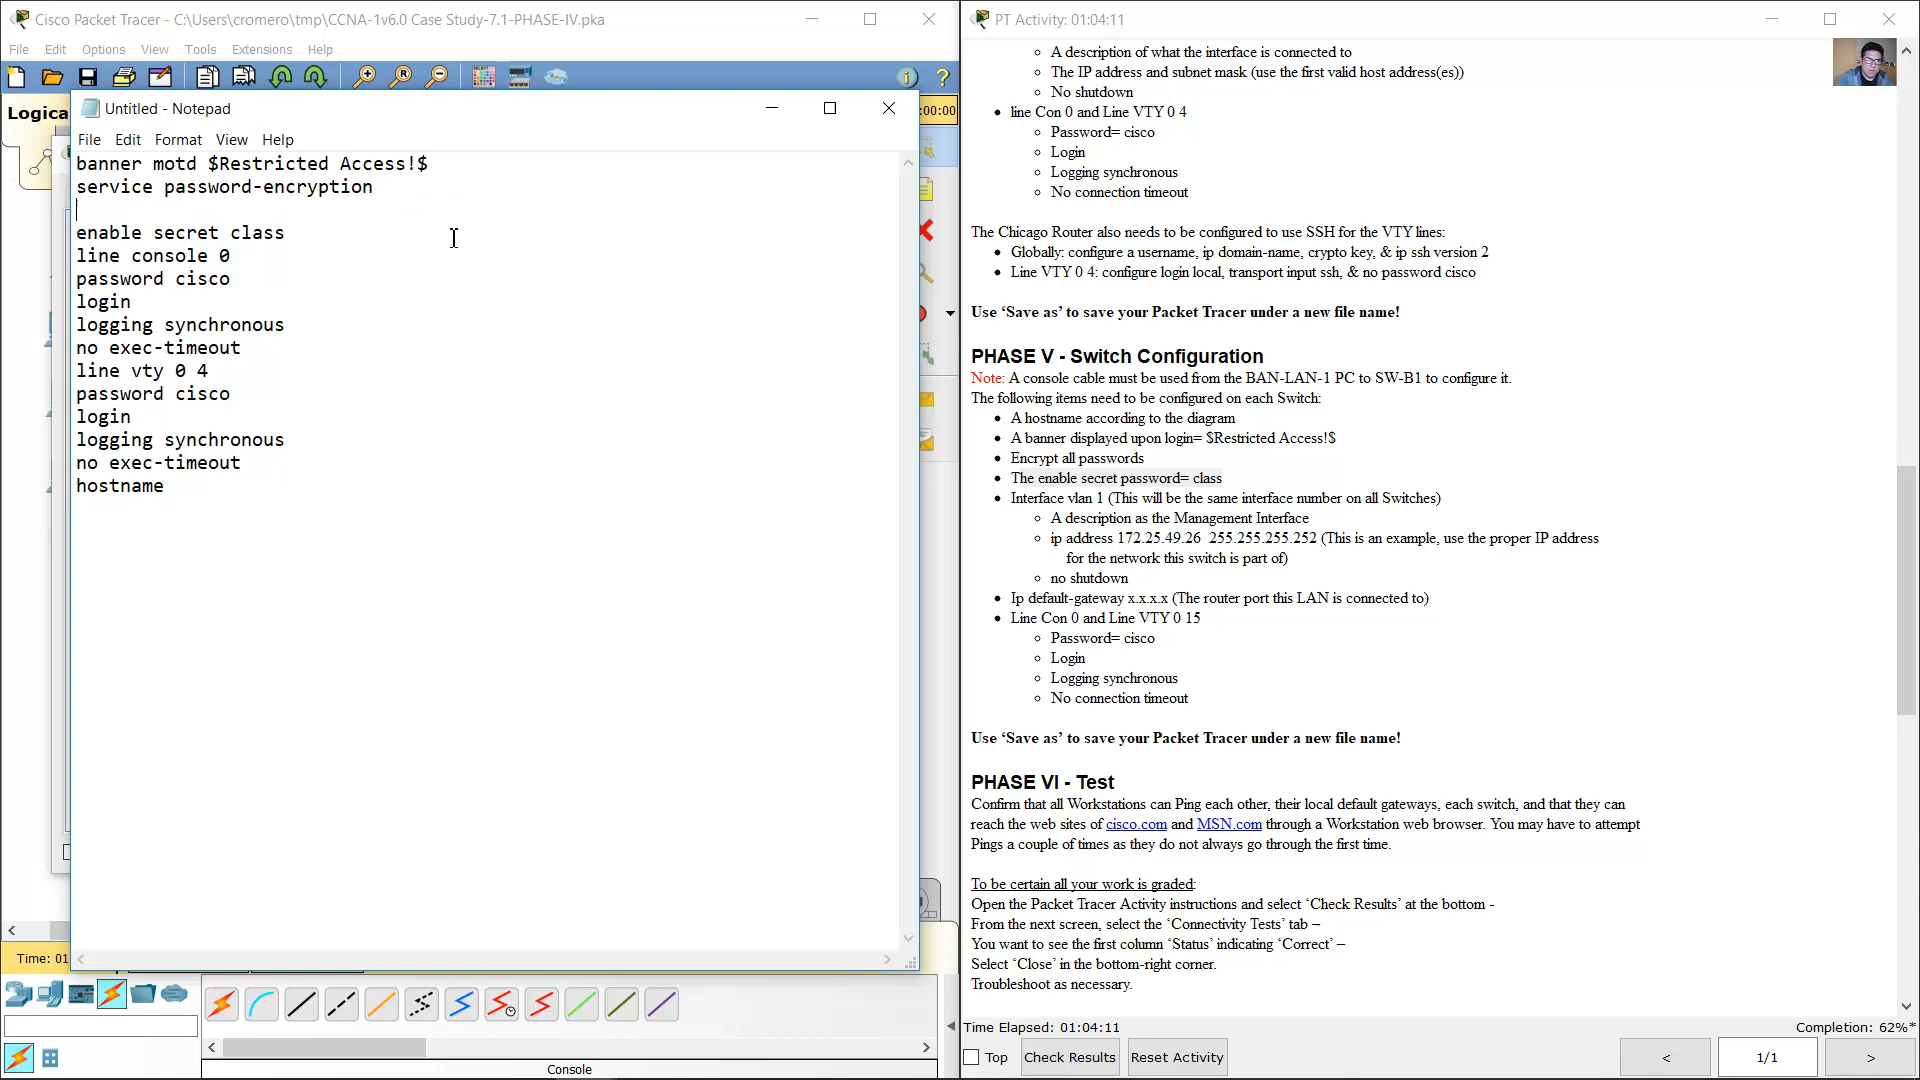 Cisco Packet Tracer - C:\Users\cromero\tmp\CCNA-1v6.0 Case Study-7.1-PHASE-IV.pka
File Edit Options View Tools Extensions Help
Logica
:00:00
Untitled - Notepad
File Edit Format View Help
banner motd $Restricted Access!$
service password-encryption
enable secret class
line console 0
password cisco
login
logging synchronous
no exec-timeout
line vty 0 4
password cisco
login
logging synchronous
no exec-timeout
hostname
Time: 01
Console
PT Activity: 01:04:11
A description of what the interface is connected to
The IP address and subnet mask (use the first valid host address(es))
No shutdown
line Con 0 and Line VTY 0 4
Password= cisco
Login
Logging synchronous
No connection timeout
The Chicago Router also needs to be configured to use SSH for the VTY lines:
Globally: configure a username, ip domain-name, crypto key, & ip ssh version 2
Line VTY 0 4: configure login local, transport input ssh, & no password cisco
Use ‘Save as’ to save your Packet Tracer under a new file name!
PHASE V - Switch Configuration
Note: A console cable must be used from the BAN-LAN-1 PC to SW-B1 to configure it.
The following items need to be configured on each Switch:
A hostname according to the diagram
A banner displayed upon login= $Restricted Access!$
Encrypt all passwords
The enable secret password= class
Interface vlan 1 (This will be the same interface number on all Switches)
A description as the Management Interface
ip address 172.25.49.26 255.255.255.252 (This is an example, use the proper IP address
for the network this switch is part of)
no shutdown
Ip default-gateway x.x.x.x (The router port this LAN is connected to)
Line Con 0 and Line VTY 0 15
Password= cisco
Login
Logging synchronous
No connection timeout
Use ‘Save as’ to save your Packet Tracer under a new file name!
PHASE VI - Test
Confirm that all Workstations can Ping each other, their local default gateways, each switch, and that they can
reach the web sites of cisco.com and MSN.com through a Workstation web browser. You may have to attempt
Pings a couple of times as they do not always go through the first time.
To be certain all your work is graded:
Open the Packet Tracer Activity instructions and select ‘Check Results’ at the bottom -
From the next screen, select the ‘Connectivity Tests’ tab –
You want to see the first column ‘Status’ indicating ‘Correct’ –
Select ‘Close’ in the bottom-right corner.
Troubleshoot as necessary.
Time Elapsed: 01:04:11 Completion: 62%*
Top Check Results Reset Activity < 1/1 >